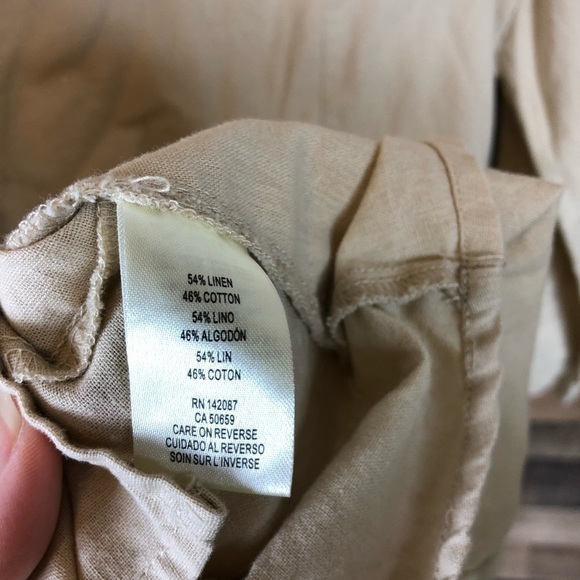 54% LINEN
46% COTTON
54% LINO
46% ALGODÓN
54% LIN
46% COTON
RN 142087
CA 50659
CARE ON REVERSE
CUIDADO AL REVERSO
SOIN SUR L'INVERSE